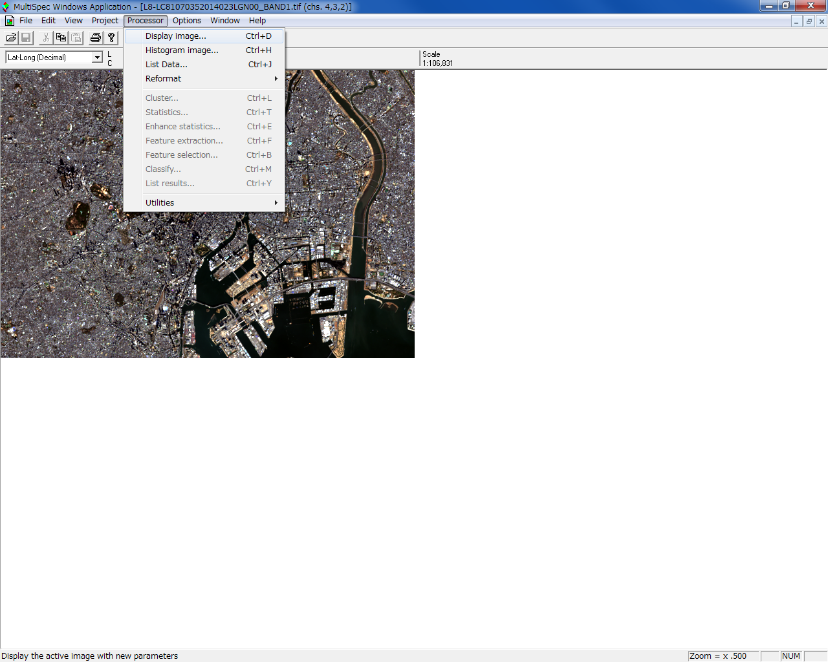 MultiSpec Windows Application - [L8-LC81070352014023LGN00_BAND1.tif (chs. 4,3,2)]
File Edit View Project Processor Options Window Help
Lat-Long (Decimal)
L
C
Scale
1:106,831
Display image... Ctrl+D
Histogram image... Ctrl+H
List Data... Ctrl+J
Reformat
Cluster... Ctrl+L
Statistics... Ctrl+T
Enhance statistics... Ctrl+E
Feature extraction... Ctrl+F
Feature selection... Ctrl+B
Classify... Ctrl+M
List results... Ctrl+Y
Utilities
Display the active image with new parameters
Zoom = x .500
NUM